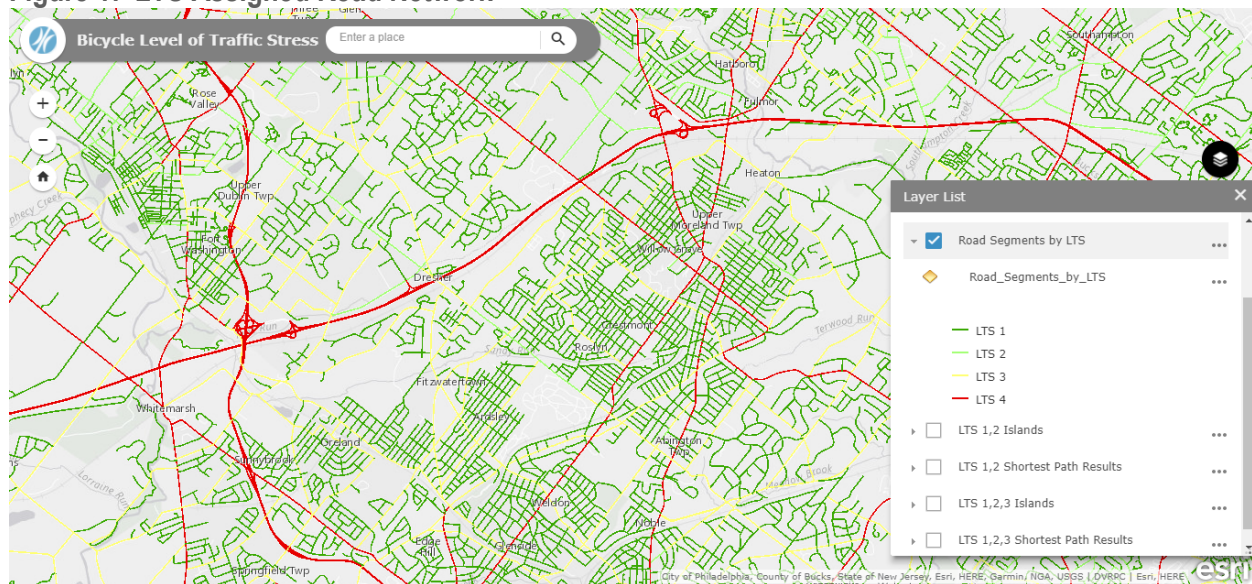 Bicycle Level of Traffic Stress
Enter a place
Southampton
Hatboro
Rose
Valley
Fulmor
Southampton Creek
Heaton
Upper
Dublin Twp
Layer List
Upper
Moreland Twp
Fort
Washington
Willow Grove
Road Segments by LTS
Dresher
Road_Segments_by_LTS
Run
Crestmont
Terwood Run
LTS 1
Sandy Run
Roslyn
LTS 2
Fitzwatertown
LTS 3
Whitemarsh
Ardsley
LTS 4
Oreland
Abington
Twp
LTS 1,2 Islands
Sunnybrook
LTS 1,2 Shortest Path Results
Lorraine Run
Meadow Brook
Weldon
LTS 1,2,3 Islands
Noble
Edge
Hill
Glenside
LTS 1,2,3 Shortest Path Results
Springfield Twp
City of Philadelphia, County of Bucks, State of New Jersey, Esri, HERE, Garmin, NGA, USGS | DVRPC | Esri, HERE
esri